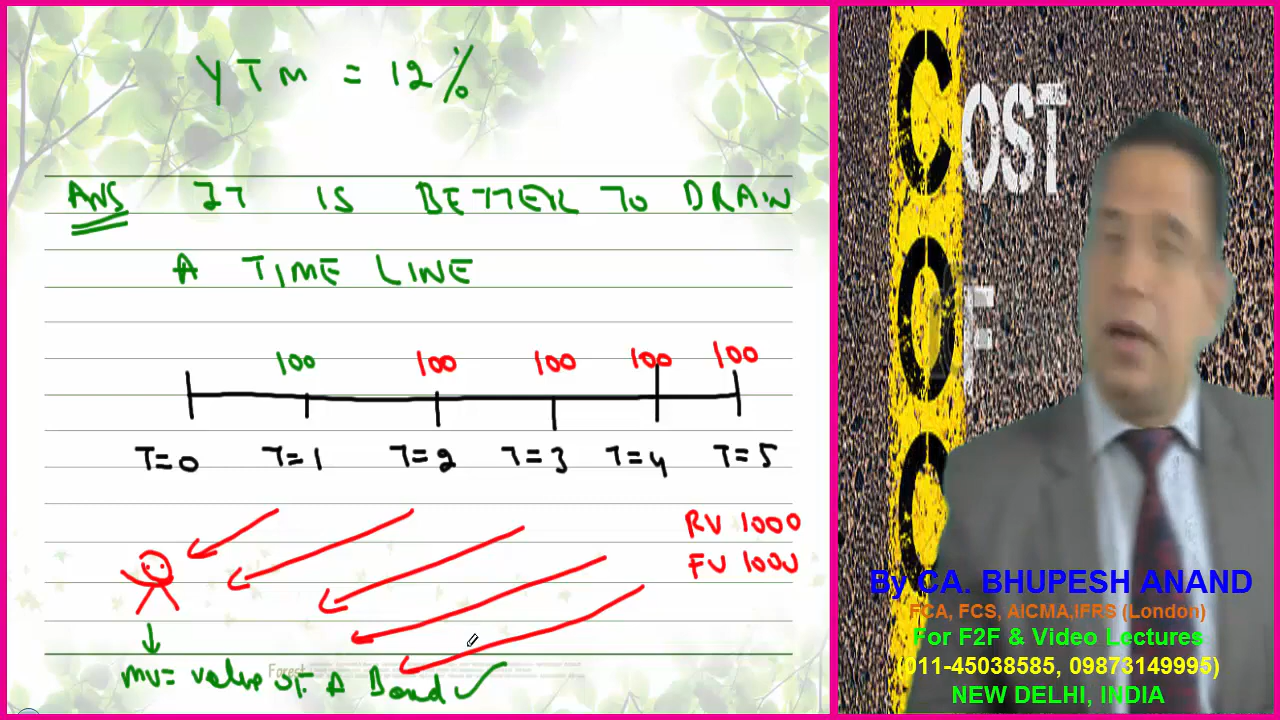 YTM = 12%
ANS IT IS BETTER TO DRAW
A TIME LINE
100 100 100 100 100
T=0 T=1 T=2 T=3 T=4 T=5
RV 1000
FV 1000
MV= value of A Bond ✓
Forest
COST
OF
C
By CA. BHUPESH ANAND
FCA, FCS, AICMA,IFRS (London)
For F2F & Video Lectures
(011-45038585, 09873149995)
NEW DELHI, INDIA